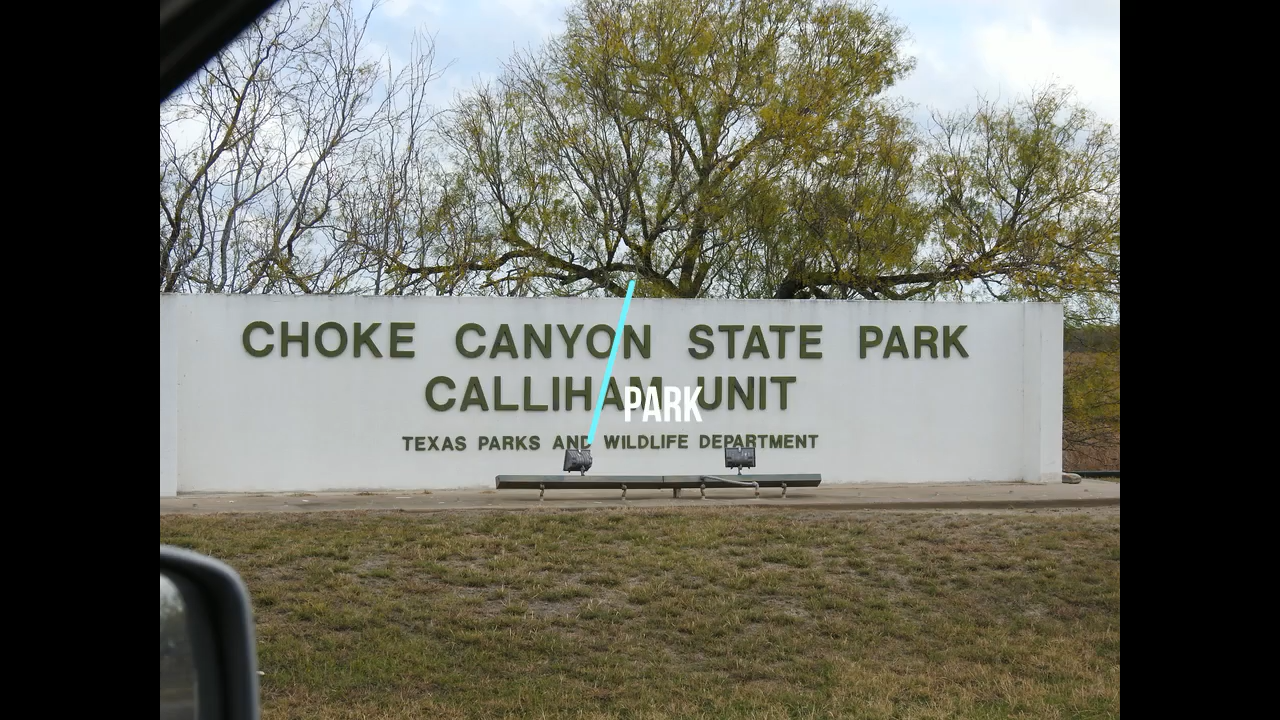 CHOKE CANYON STATE PARK
CALLIHAM UNIT
PARK
TEXAS PARKS AND WILDLIFE DEPARTMENT